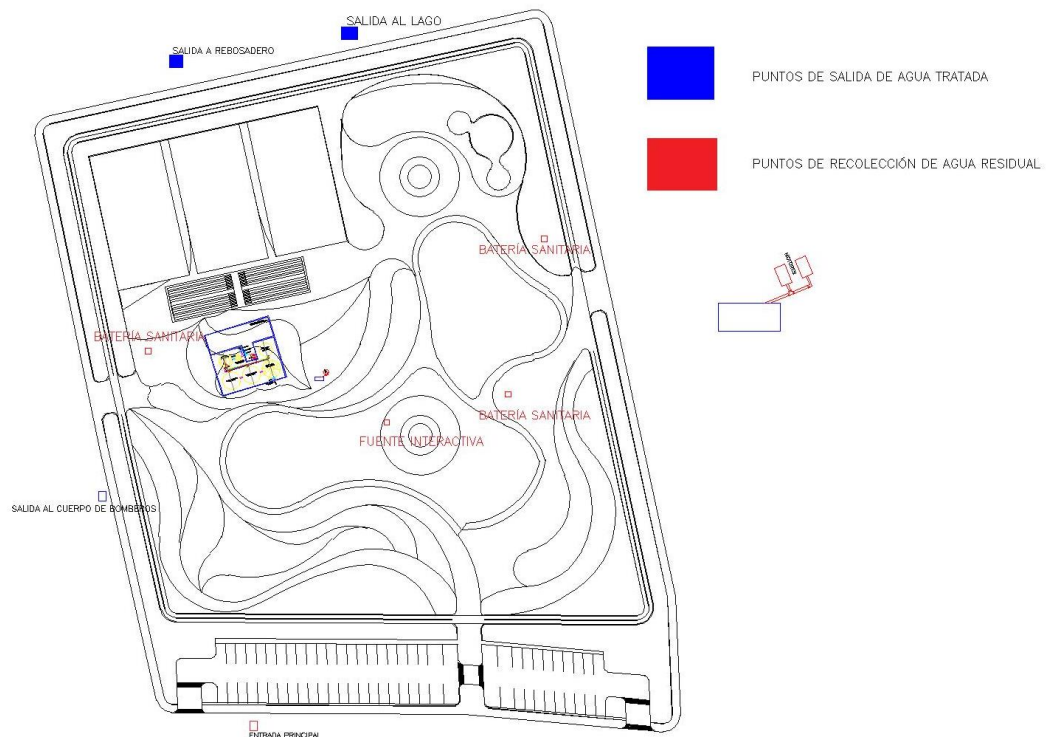 SALIDA AL LAGO
SALIDA A REBOSADERO
PUNTOS DE SALIDA DE AGUA TRATADA
PUNTOS DE RECOLECCIÓN DE AGUA RESIDUAL
BATERÍA SANITARIA
BATERÍA SANITARIA
BATERÍA SANITARIA
FUENTE INTERACTIVA
SALIDA AL CUERPO DE BOMBEROS
ENTRADA PRINCIPAL